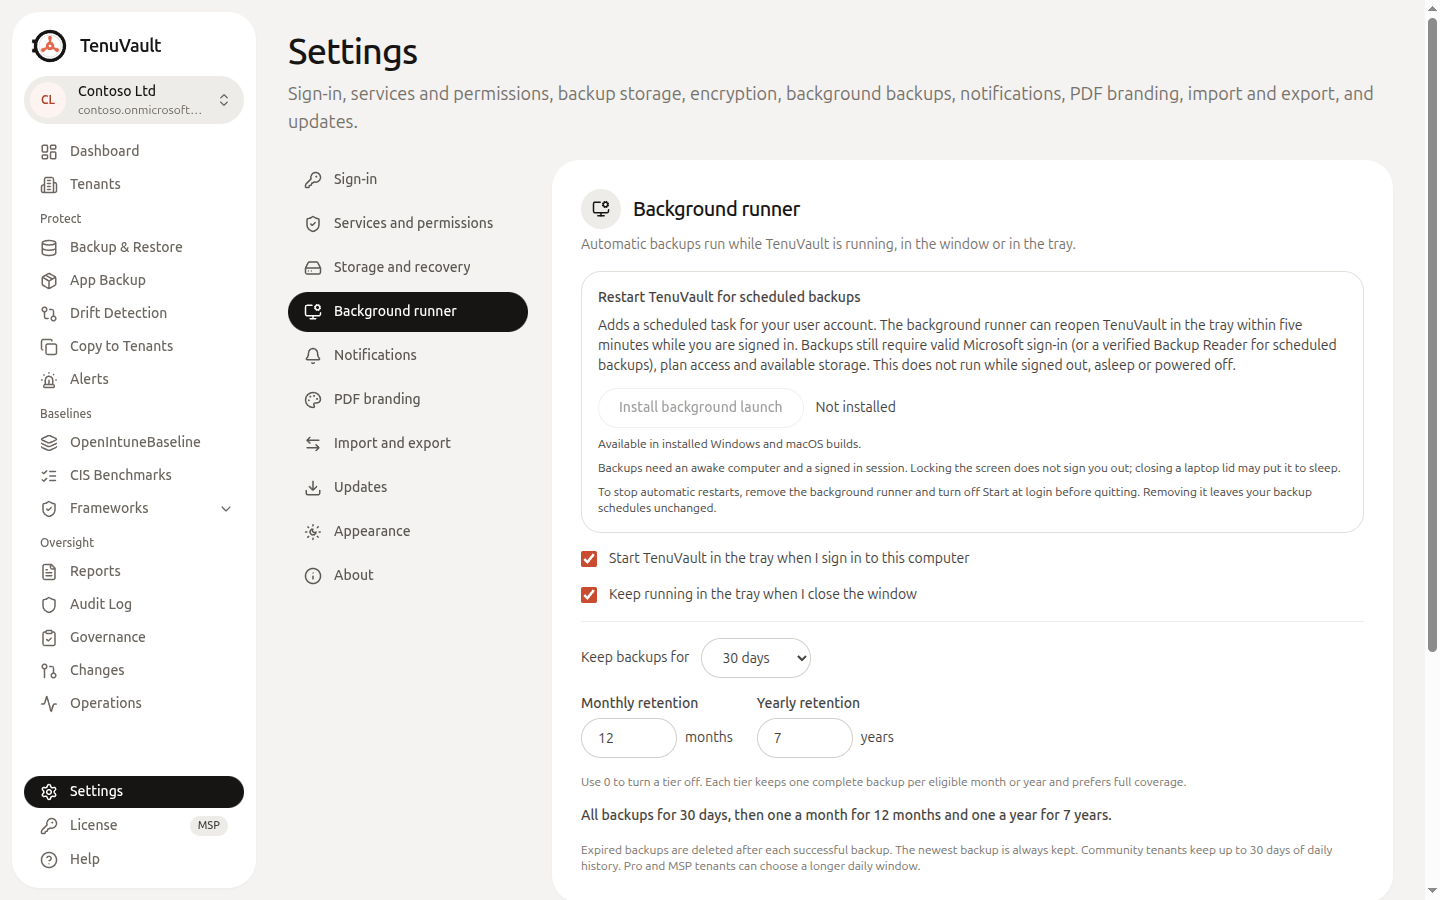 TenuVault
CL
Contoso Ltd
contoso.onmicrosoft...
Dashboard
Tenants
Protect
Backup & Restore
App Backup
Drift Detection
Copy to Tenants
Alerts
Baselines
OpenIntuneBaseline
CIS Benchmarks
Frameworks
Oversight
Reports
Audit Log
Governance
Changes
Operations
Settings
License
MSP
Help
Settings
Sign-in, services and permissions, backup storage, encryption, background backups, notifications, PDF branding, import and export, and
updates.
Sign-in
Services and permissions
Storage and recovery
Background runner
Notifications
PDF branding
Import and export
Updates
Appearance
About
Background runner
Automatic backups run while TenuVault is running, in the window or in the tray.
Restart TenuVault for scheduled backups
Adds a scheduled task for your user account. The background runner can reopen TenuVault in the tray within five
minutes while you are signed in. Backups still require valid Microsoft sign-in (or a verified Backup Reader for scheduled
backups), plan access and available storage. This does not run while signed out, asleep or powered off.
Install background launch
Not installed
Available in installed Windows and macOS builds.
Backups need an awake computer and a signed in session. Locking the screen does not sign you out; closing a laptop lid may put it to sleep.
To stop automatic restarts, remove the background runner and turn off Start at login before quitting. Removing it leaves your backup
schedules unchanged.
Start TenuVault in the tray when I sign in to this computer
Keep running in the tray when I close the window
Keep backups for
30 days
Monthly retention
Yearly retention
12
months
7
years
Use 0 to turn a tier off. Each tier keeps one complete backup per eligible month or year and prefers full coverage.
All backups for 30 days, then one a month for 12 months and one a year for 7 years.
Expired backups are deleted after each successful backup. The newest backup is always kept. Community tenants keep up to 30 days of daily
history. Pro and MSP tenants can choose a longer daily window.